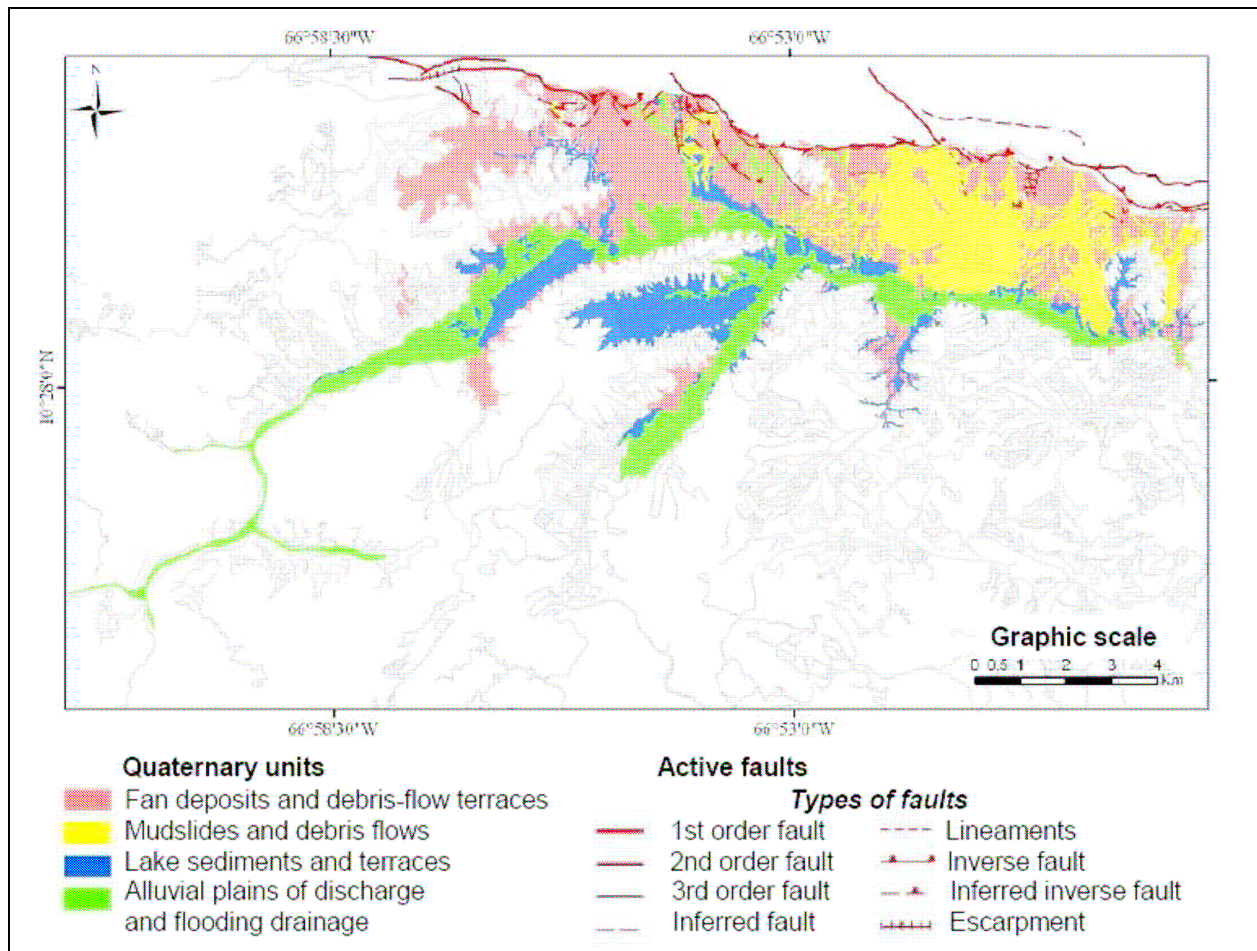 66°58'30"W 66°53'0"W
N
10°28'0"N
Graphic scale
0 0.5 1 2 3 4
Km
66°58'30"W 66°53'0"W
Quaternary units
Fan deposits and debris-flow terraces
Mudslides and debris flows
Lake sediments and terraces
Alluvial plains of discharge
and flooding drainage
Active faults
Types of faults
1st order fault
2nd order fault
3rd order fault
Inferred fault
Lineaments
Inverse fault
Inferred inverse fault
Escarpment